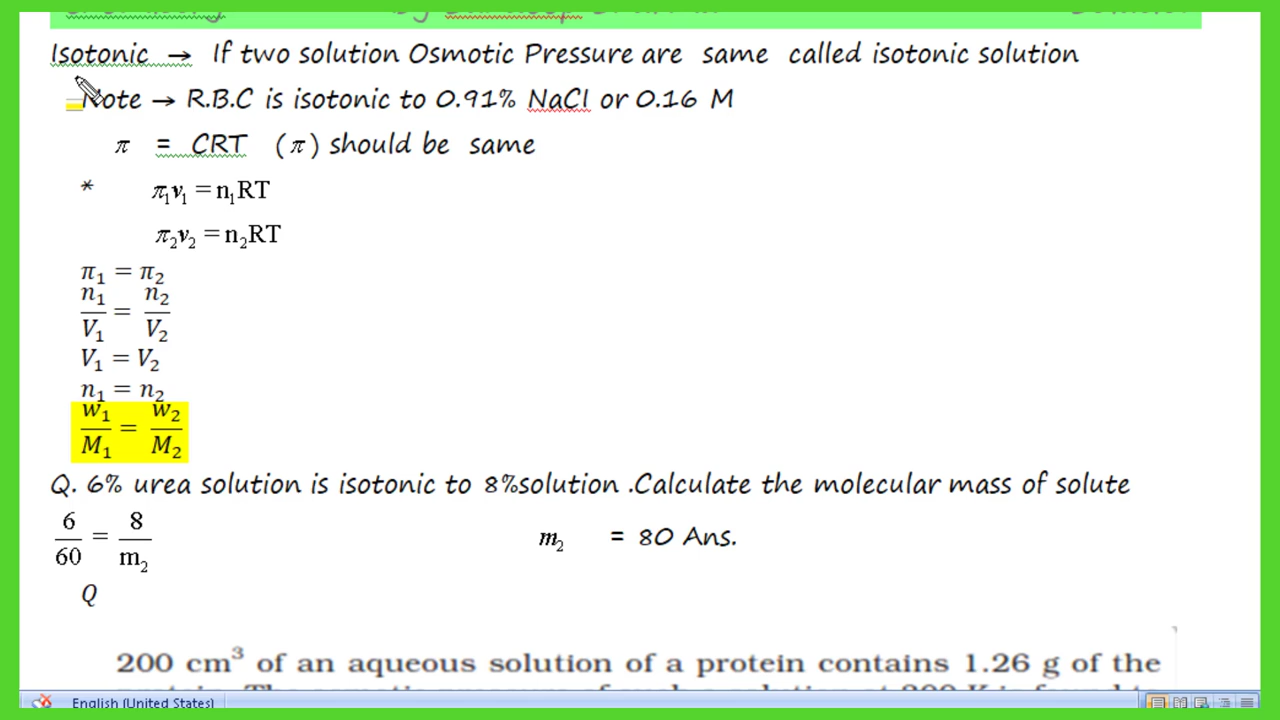 Isotonic → If two solution Osmotic Pressure are same called isotonic solution
Note → R.B.C is isotonic to 0.91% NaCl or 0.16 M
π = CRT (π) should be same
* π₁v₁ = n₁RT
π₂v₂ = n₂RT
π₁ = π₂
n₁/V₁ = n₂/V₂
V₁ = V₂
n₁ = n₂
w₁/M₁ = w₂/M₂
Q. 6% urea solution is isotonic to 8%solution .Calculate the molecular mass of solute
6/60 = 8/m₂ m₂ = 80 Ans.
Q
200 cm³ of an aqueous solution of a protein contains 1.26 g of the
English (United States)